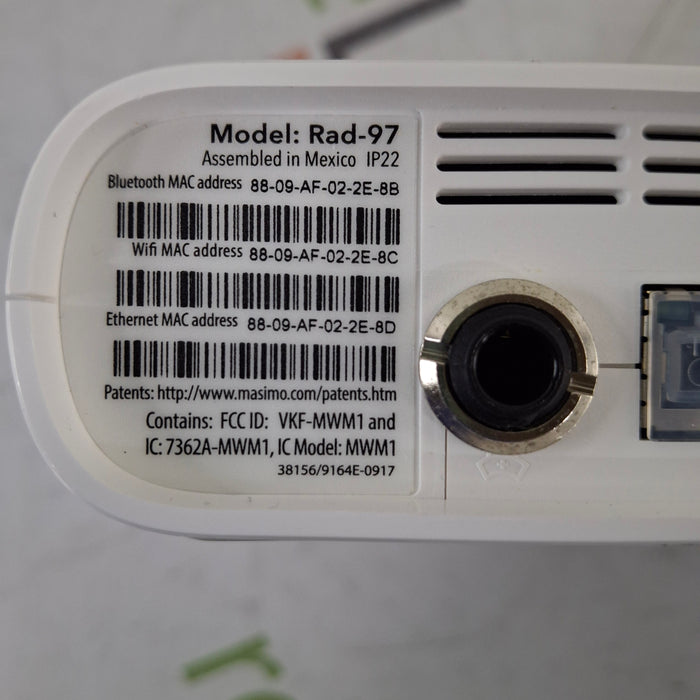 Model: Rad-97
Assembled in Mexico IP22
Bluetooth MAC address 88-09-AF-02-2E-8B
Wifi MAC address 88-09-AF-02-2E-8C
Ethernet MAC address 88-09-AF-02-2E-8D
Patents: http://www.masimo.com/patents.htm
Contains: FCC ID: VKF-MWM1 and
IC: 7362A-MWM1, IC Model: MWM1
38156/9164E-0917